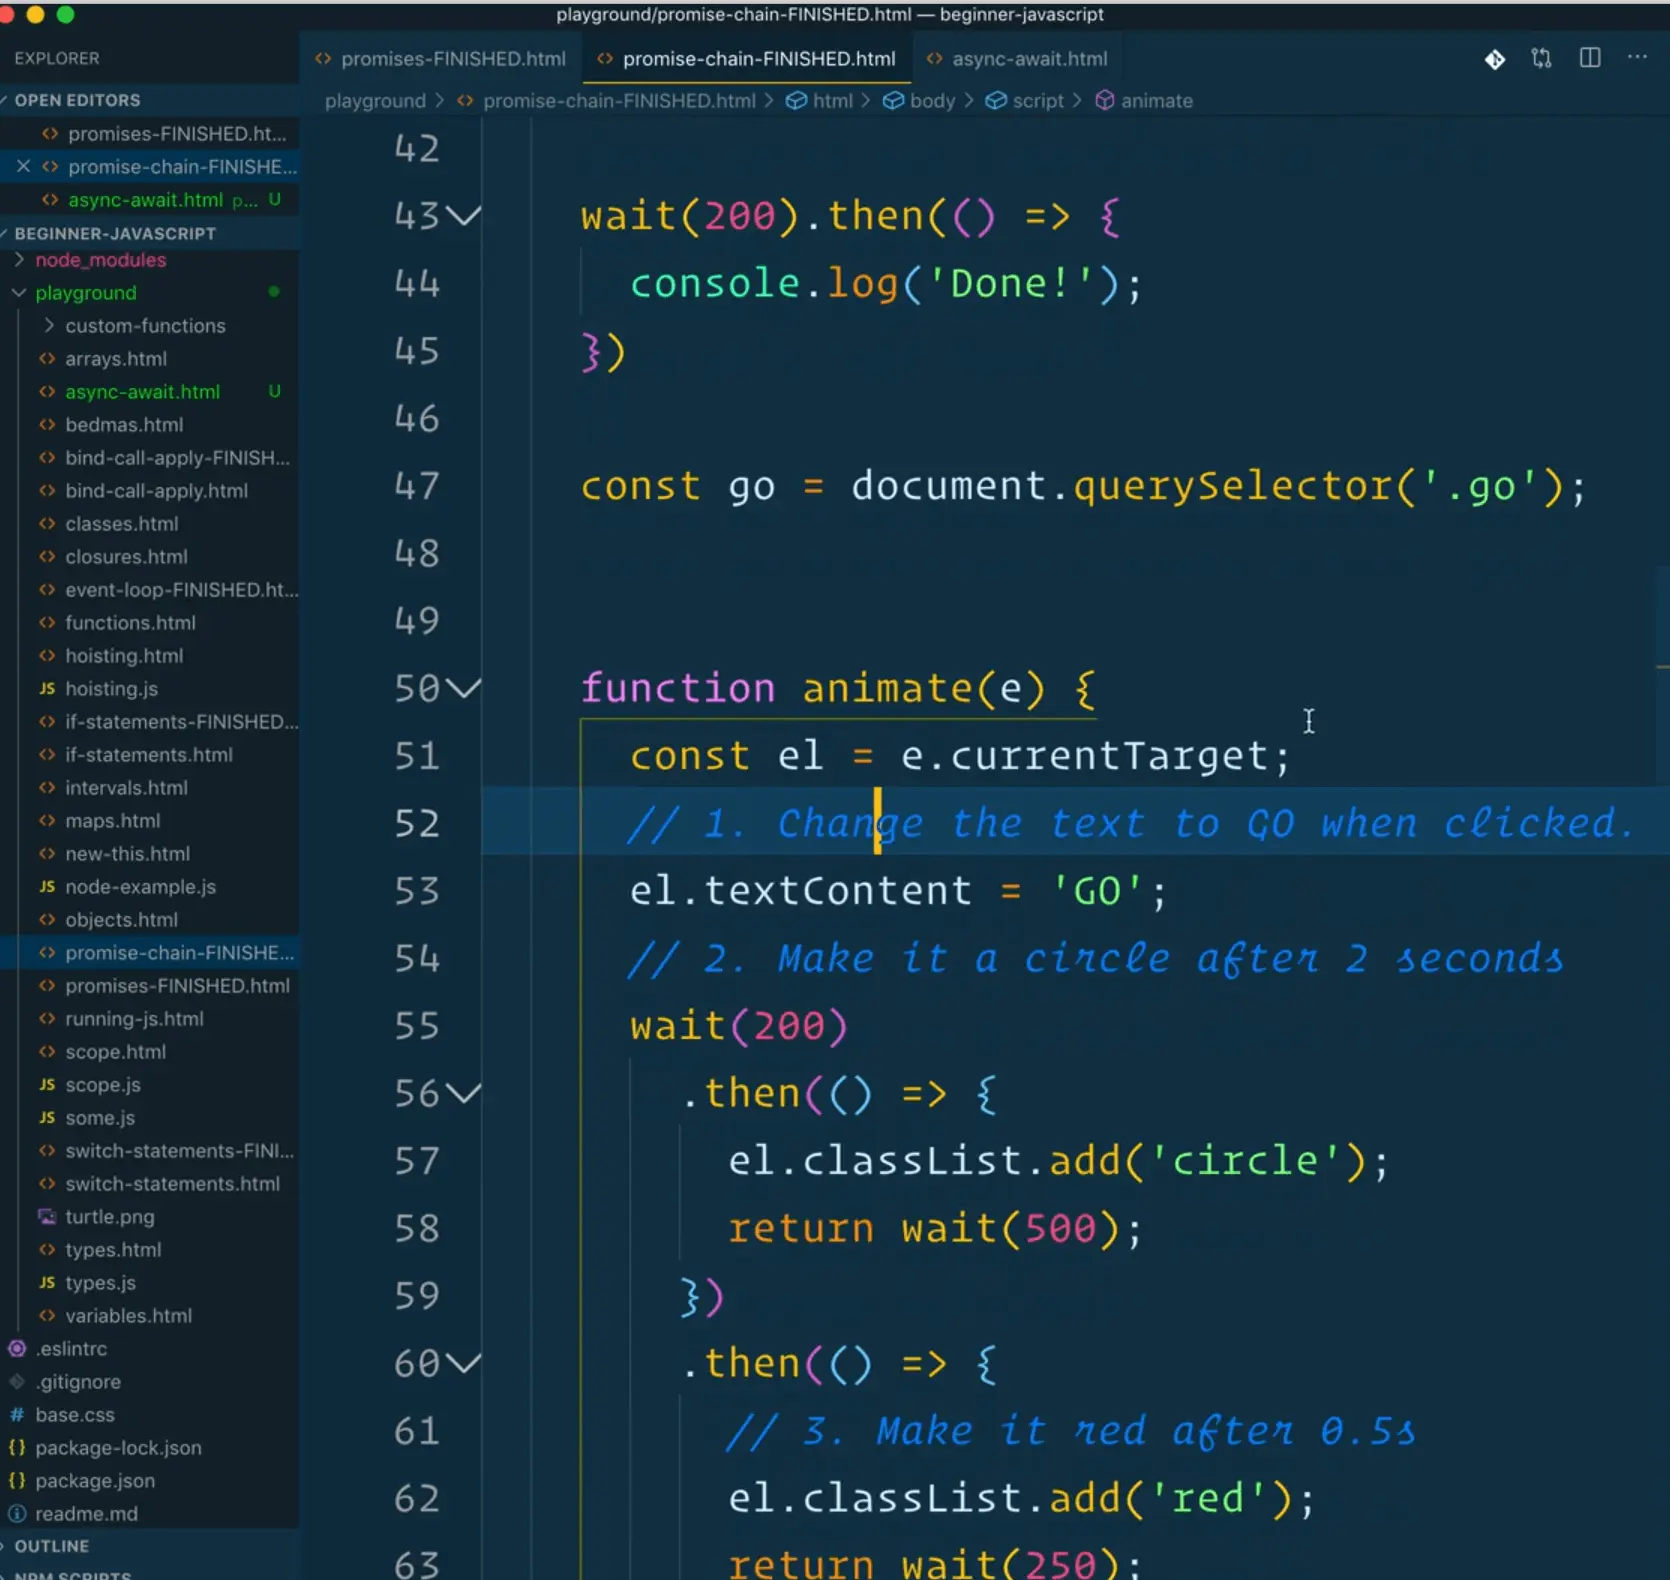 playground/promise-chain-FINISHED.html — beginner-javascript
EXPLORER
promises-FINISHED.html
promise-chain-FINISHED.html
async-await.html
OPEN EDITORS
promises-FINISHED.ht...
promise-chain-FINISHE...
async-await.html p... U
BEGINNER-JAVASCRIPT
node_modules
playground
custom-functions
arrays.html
async-await.html U
bedmas.html
bind-call-apply-FINISH...
bind-call-apply.html
classes.html
closures.html
event-loop-FINISHED.ht...
functions.html
hoisting.html
JS hoisting.js
if-statements-FINISHED...
if-statements.html
intervals.html
maps.html
new-this.html
JS node-example.js
objects.html
promise-chain-FINISHE...
promises-FINISHED.html
running-js.html
scope.html
JS scope.js
JS some.js
switch-statements-FINI...
switch-statements.html
turtle.png
types.html
JS types.js
variables.html
.eslintrc
.gitignore
# base.css
{} package-lock.json
{} package.json
readme.md
OUTLINE
NPM SCRIPTS
playground > promise-chain-FINISHED.html > html > body > script > animate
42
43 wait(200).then(() => {
44 console.log('Done!');
45 })
46
47 const go = document.querySelector('.go');
48
49
50 function animate(e) {
51 const el = e.currentTarget;
52 // 1. Change the text to GO when clicked.
53 el.textContent = 'GO';
54 // 2. Make it a circle after 2 seconds
55 wait(200)
56 .then(() => {
57 el.classList.add('circle');
58 return wait(500);
59 })
60 .then(() => {
61 // 3. Make it red after 0.5s
62 el.classList.add('red');
63 return wait(250);